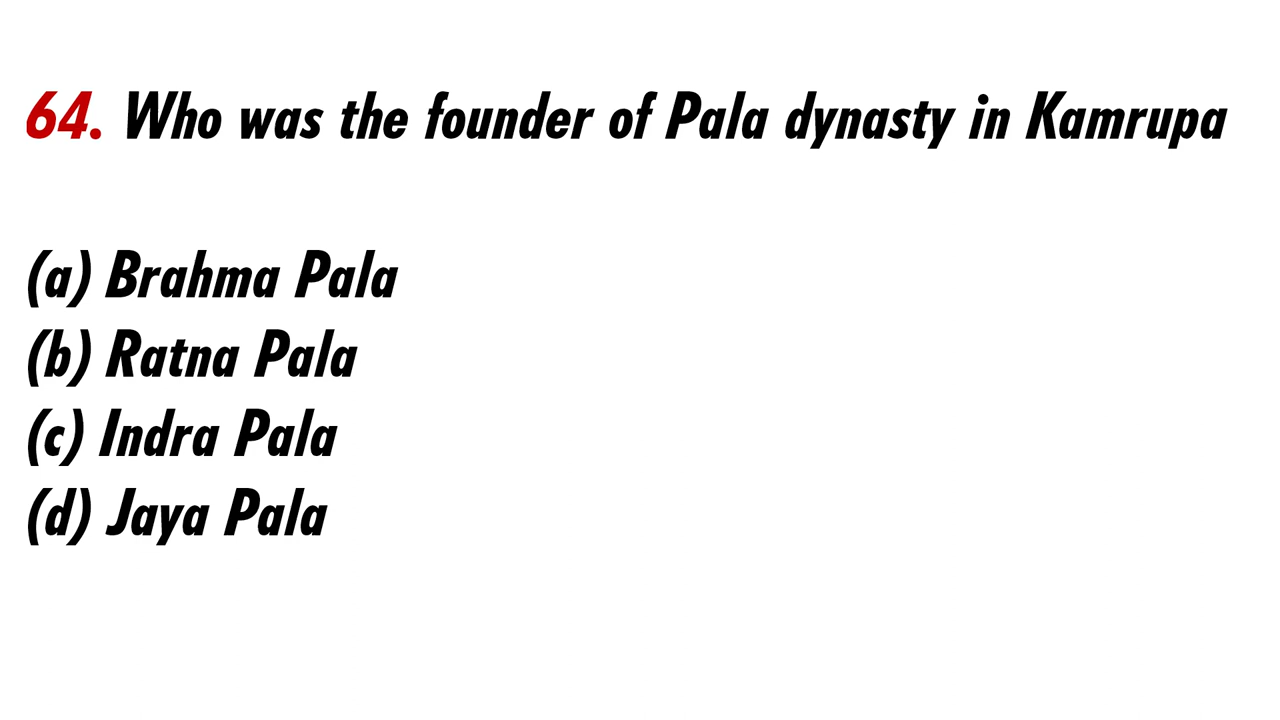 64. Who was the founder of Pala dynasty in Kamrupa
(a) Brahma Pala
(b) Ratna Pala
(c) Indra Pala
(d) Jaya Pala